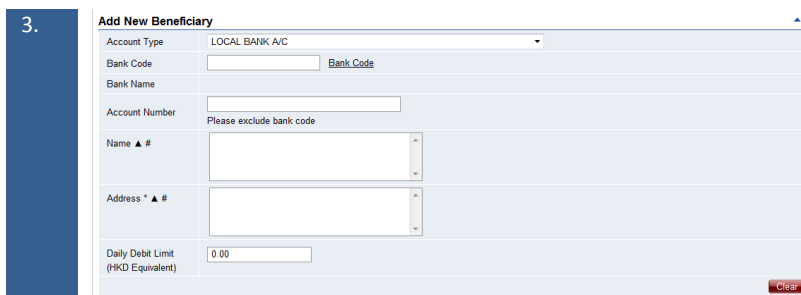 3.
Add New Beneficiary
Account Type LOCAL BANK A/C
Bank Code Bank Code
Bank Name
Account Number
Please exclude bank code
Name ▲ #
Address * ▲ #
Daily Debit Limit 0.00
(HKD Equivalent)
Clear